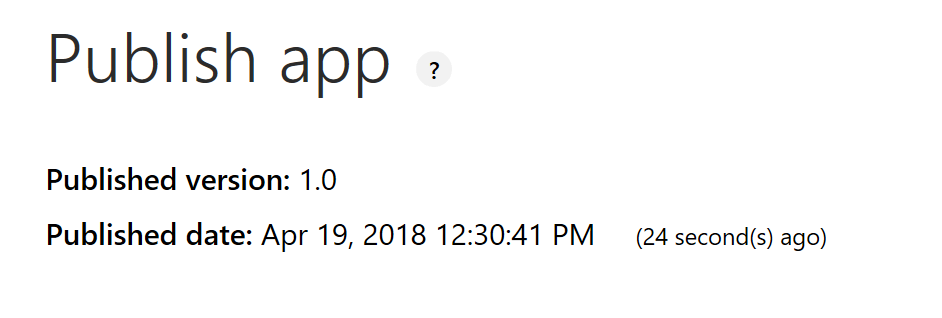 Publish app ?
Published version: 1.0
Published date: Apr 19, 2018 12:30:41 PM (24 second(s) ago)